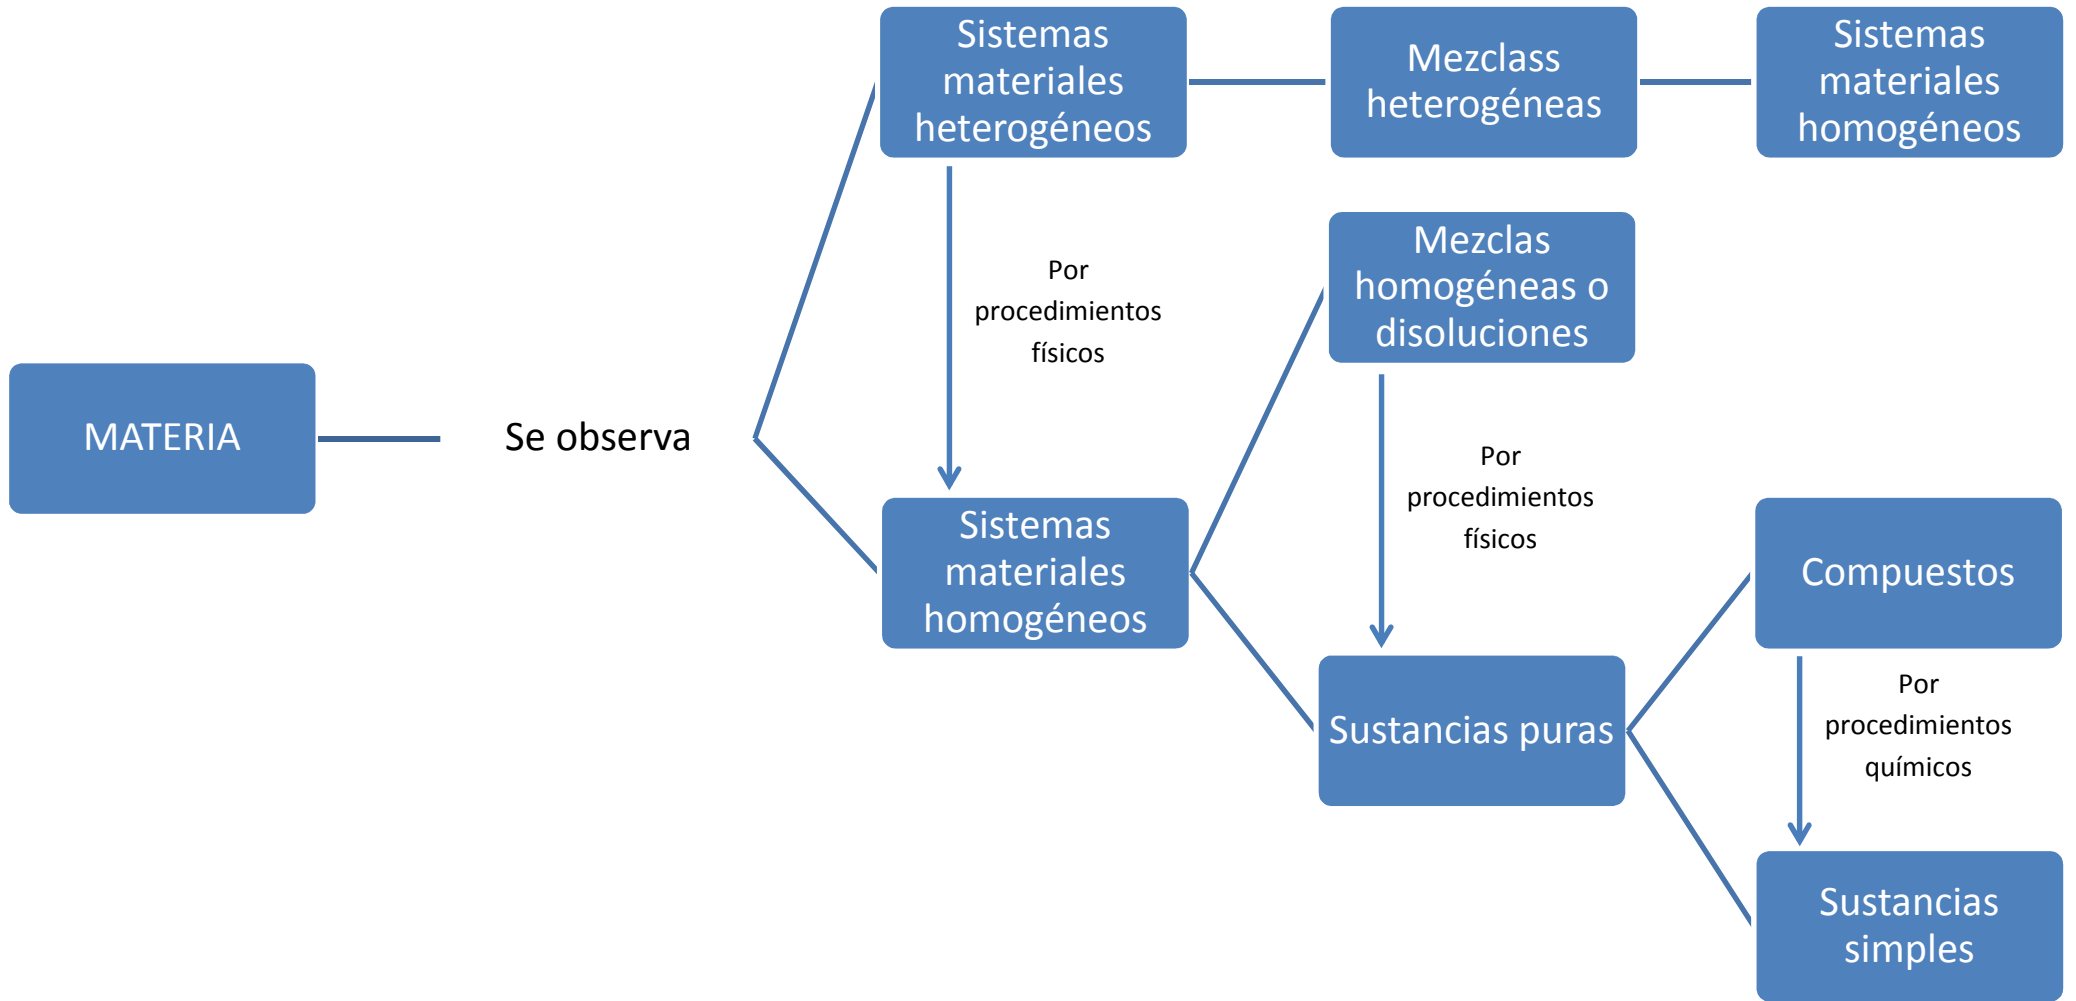 Sistemas
materiales
heterogéneos
Mezclass
heterogéneas
Sistemas
materiales
homogéneos
Mezclas
homogéneas o
disoluciones
Por
procedimientos
físicos
MATERIA
Se observa
Por
procedimientos
físicos
Sistemas
materiales
homogéneos
Compuestos
Sustancias puras
Por
procedimientos
químicos
Sustancias
simples